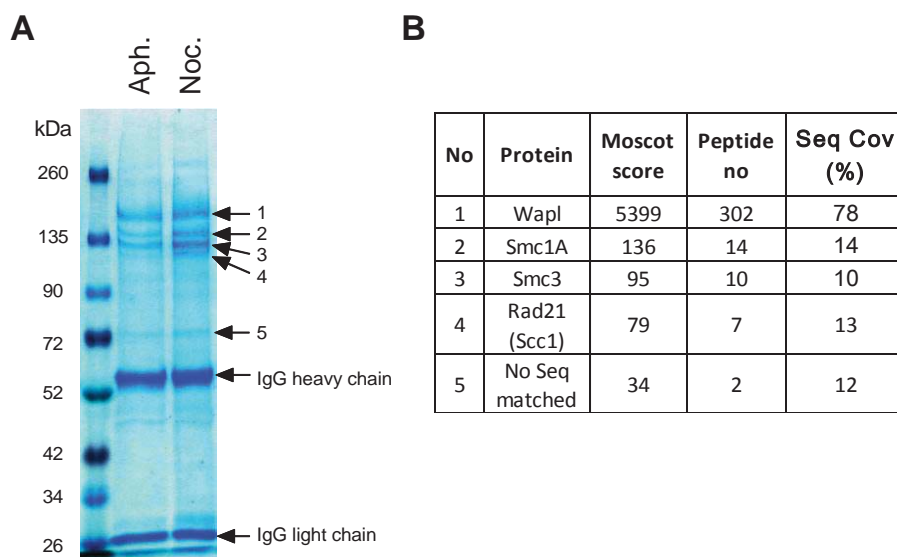 A
B
Aph.
Noc.
kDa
260
135
90
72
52
42
34
26
1
2
3
4
5
IgG heavy chain
IgG light chain
No Protein Moscot score Peptide no Seq Cov (%)
1 Wapl 5399 302 78
2 Smc1A 136 14 14
3 Smc3 95 10 10
4 Rad21 (Scc1) 79 7 13
5 No Seq matched 34 2 12